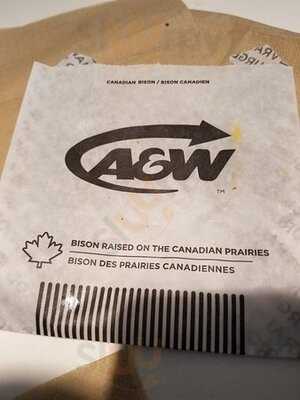 CANADIAN BISON / BISON CANADIEN
A&W
TM
BISON RAISED ON THE CANADIAN PRAIRIES
BISON DES PRAIRIES CANADIENNES